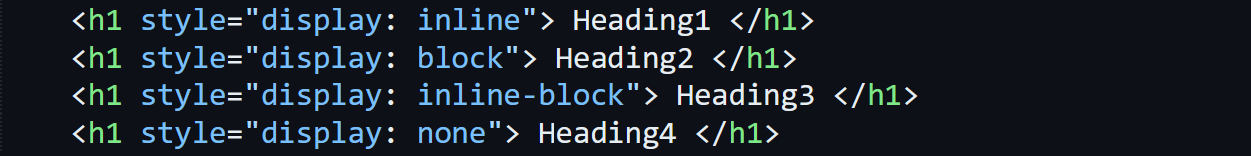 <h1 style="display: inline"> Heading1 </h1>
<h1 style="display: block"> Heading2 </h1>
<h1 style="display: inline-block"> Heading3 </h1>
<h1 style="display: none"> Heading4 </h1>